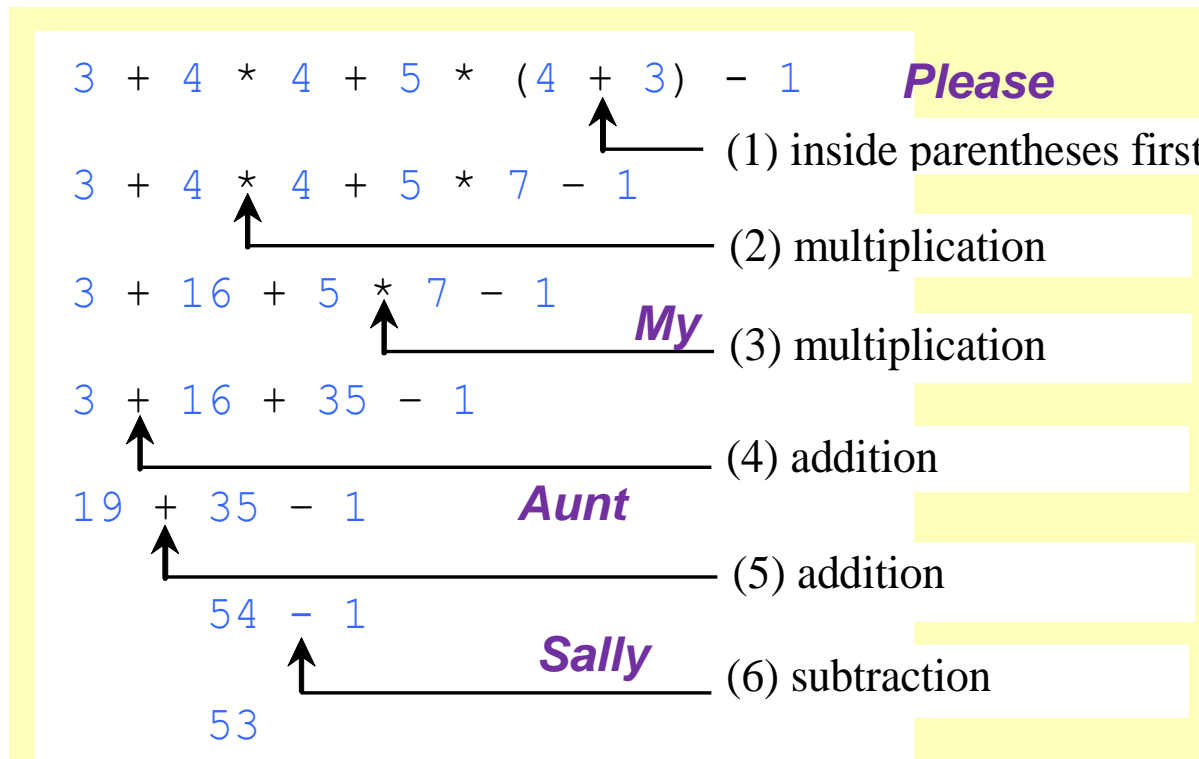 3 + 4 * 4 + 5 * (4 + 3) - 1 Please
(1) inside parentheses first
3 + 4 * 4 + 5 * 7 - 1
(2) multiplication
3 + 16 + 5 * 7 - 1
My
(3) multiplication
3 + 16 + 35 - 1
(4) addition
19 + 35 - 1 Aunt
(5) addition
54 - 1
Sally
(6) subtraction
53